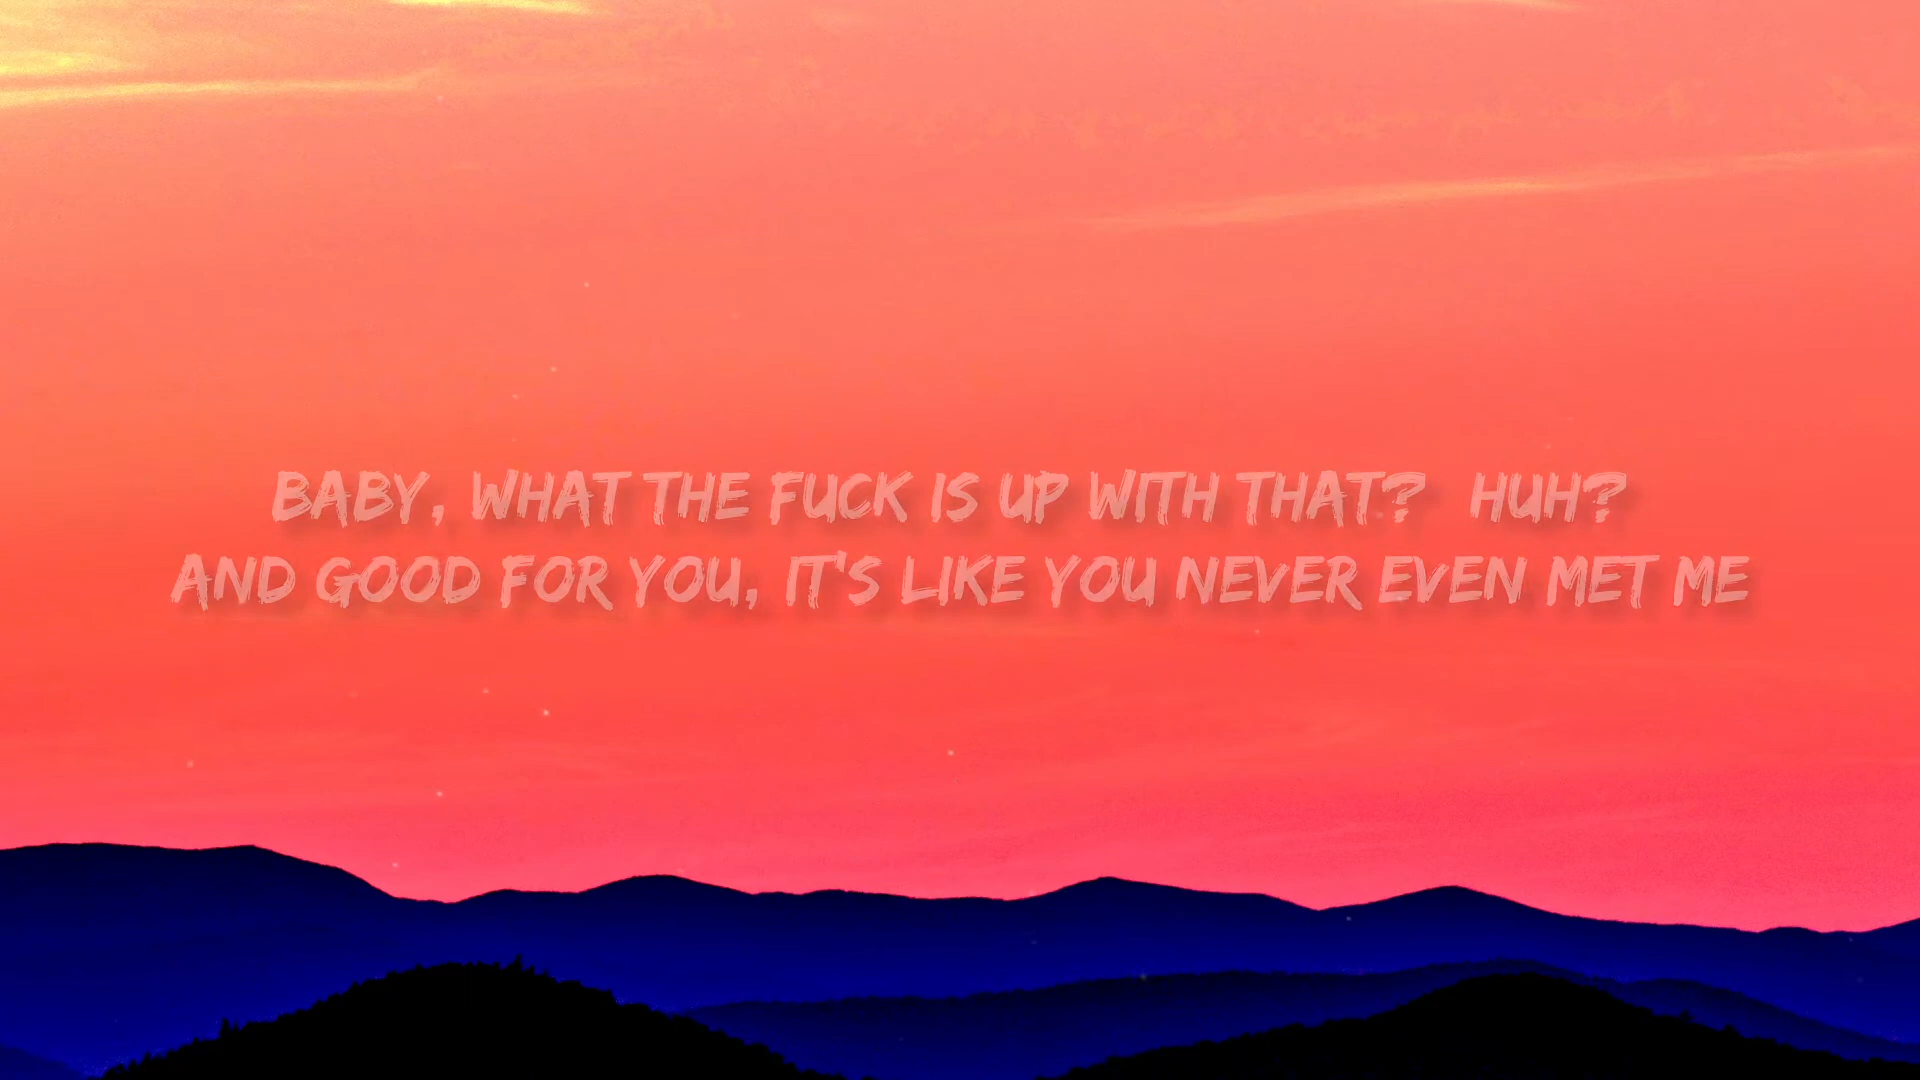 BABY, WHAT THE FUCK IS UP WITH THAT? HUH?
AND GOOD FOR YOU, IT'S LIKE YOU NEVER EVEN MET ME